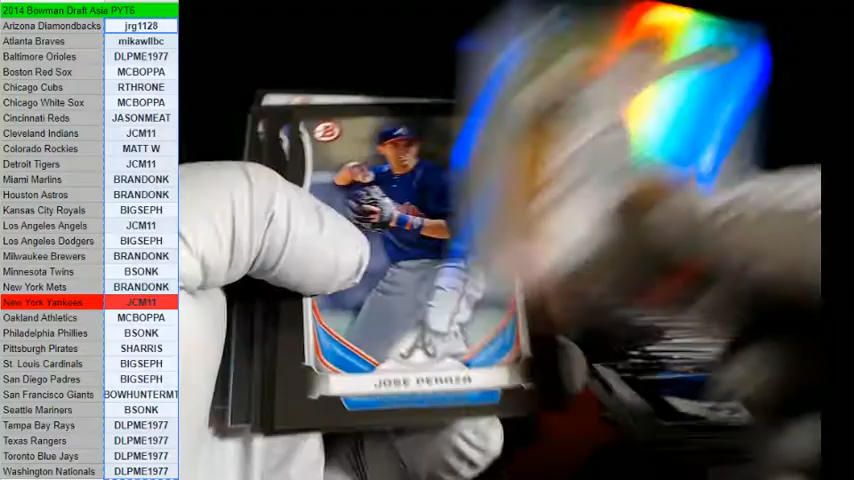 2014 Bowman Draft Asia PYT6
Arizona Diamondbacks jrg1128
Atlanta Braves mikawllbc
Baltimore Orioles DLPME1977
Boston Red Sox MCBOPPA
Chicago Cubs RTHRONE
Chicago White Sox MCBOPPA
Cincinnati Reds JASONMEAT
Cleveland Indians JCM11
Colorado Rockies MATT W
Detroit Tigers JCM11
Miami Marlins BRANDONK
Houston Astros BRANDONK
Kansas City Royals BIGSEPH
Los Angeles Angels JCM11
Los Angeles Dodgers BIGSEPH
Milwaukee Brewers BRANDONK
Minnesota Twins BSONK
New York Mets BRANDONK
New York Yankees JCM11
Oakland Athletics MCBOPPA
Philadelphia Phillies BSONK
Pittsburgh Pirates SHARRIS
St. Louis Cardinals BIGSEPH
San Diego Padres BIGSEPH
San Francisco Giants BOWHUNTERMT
Seattle Mariners BSONK
Tampa Bay Rays DLPME1977
Texas Rangers DLPME1977
Toronto Blue Jays DLPME1977
Washington Nationals DLPME1977
JOSE